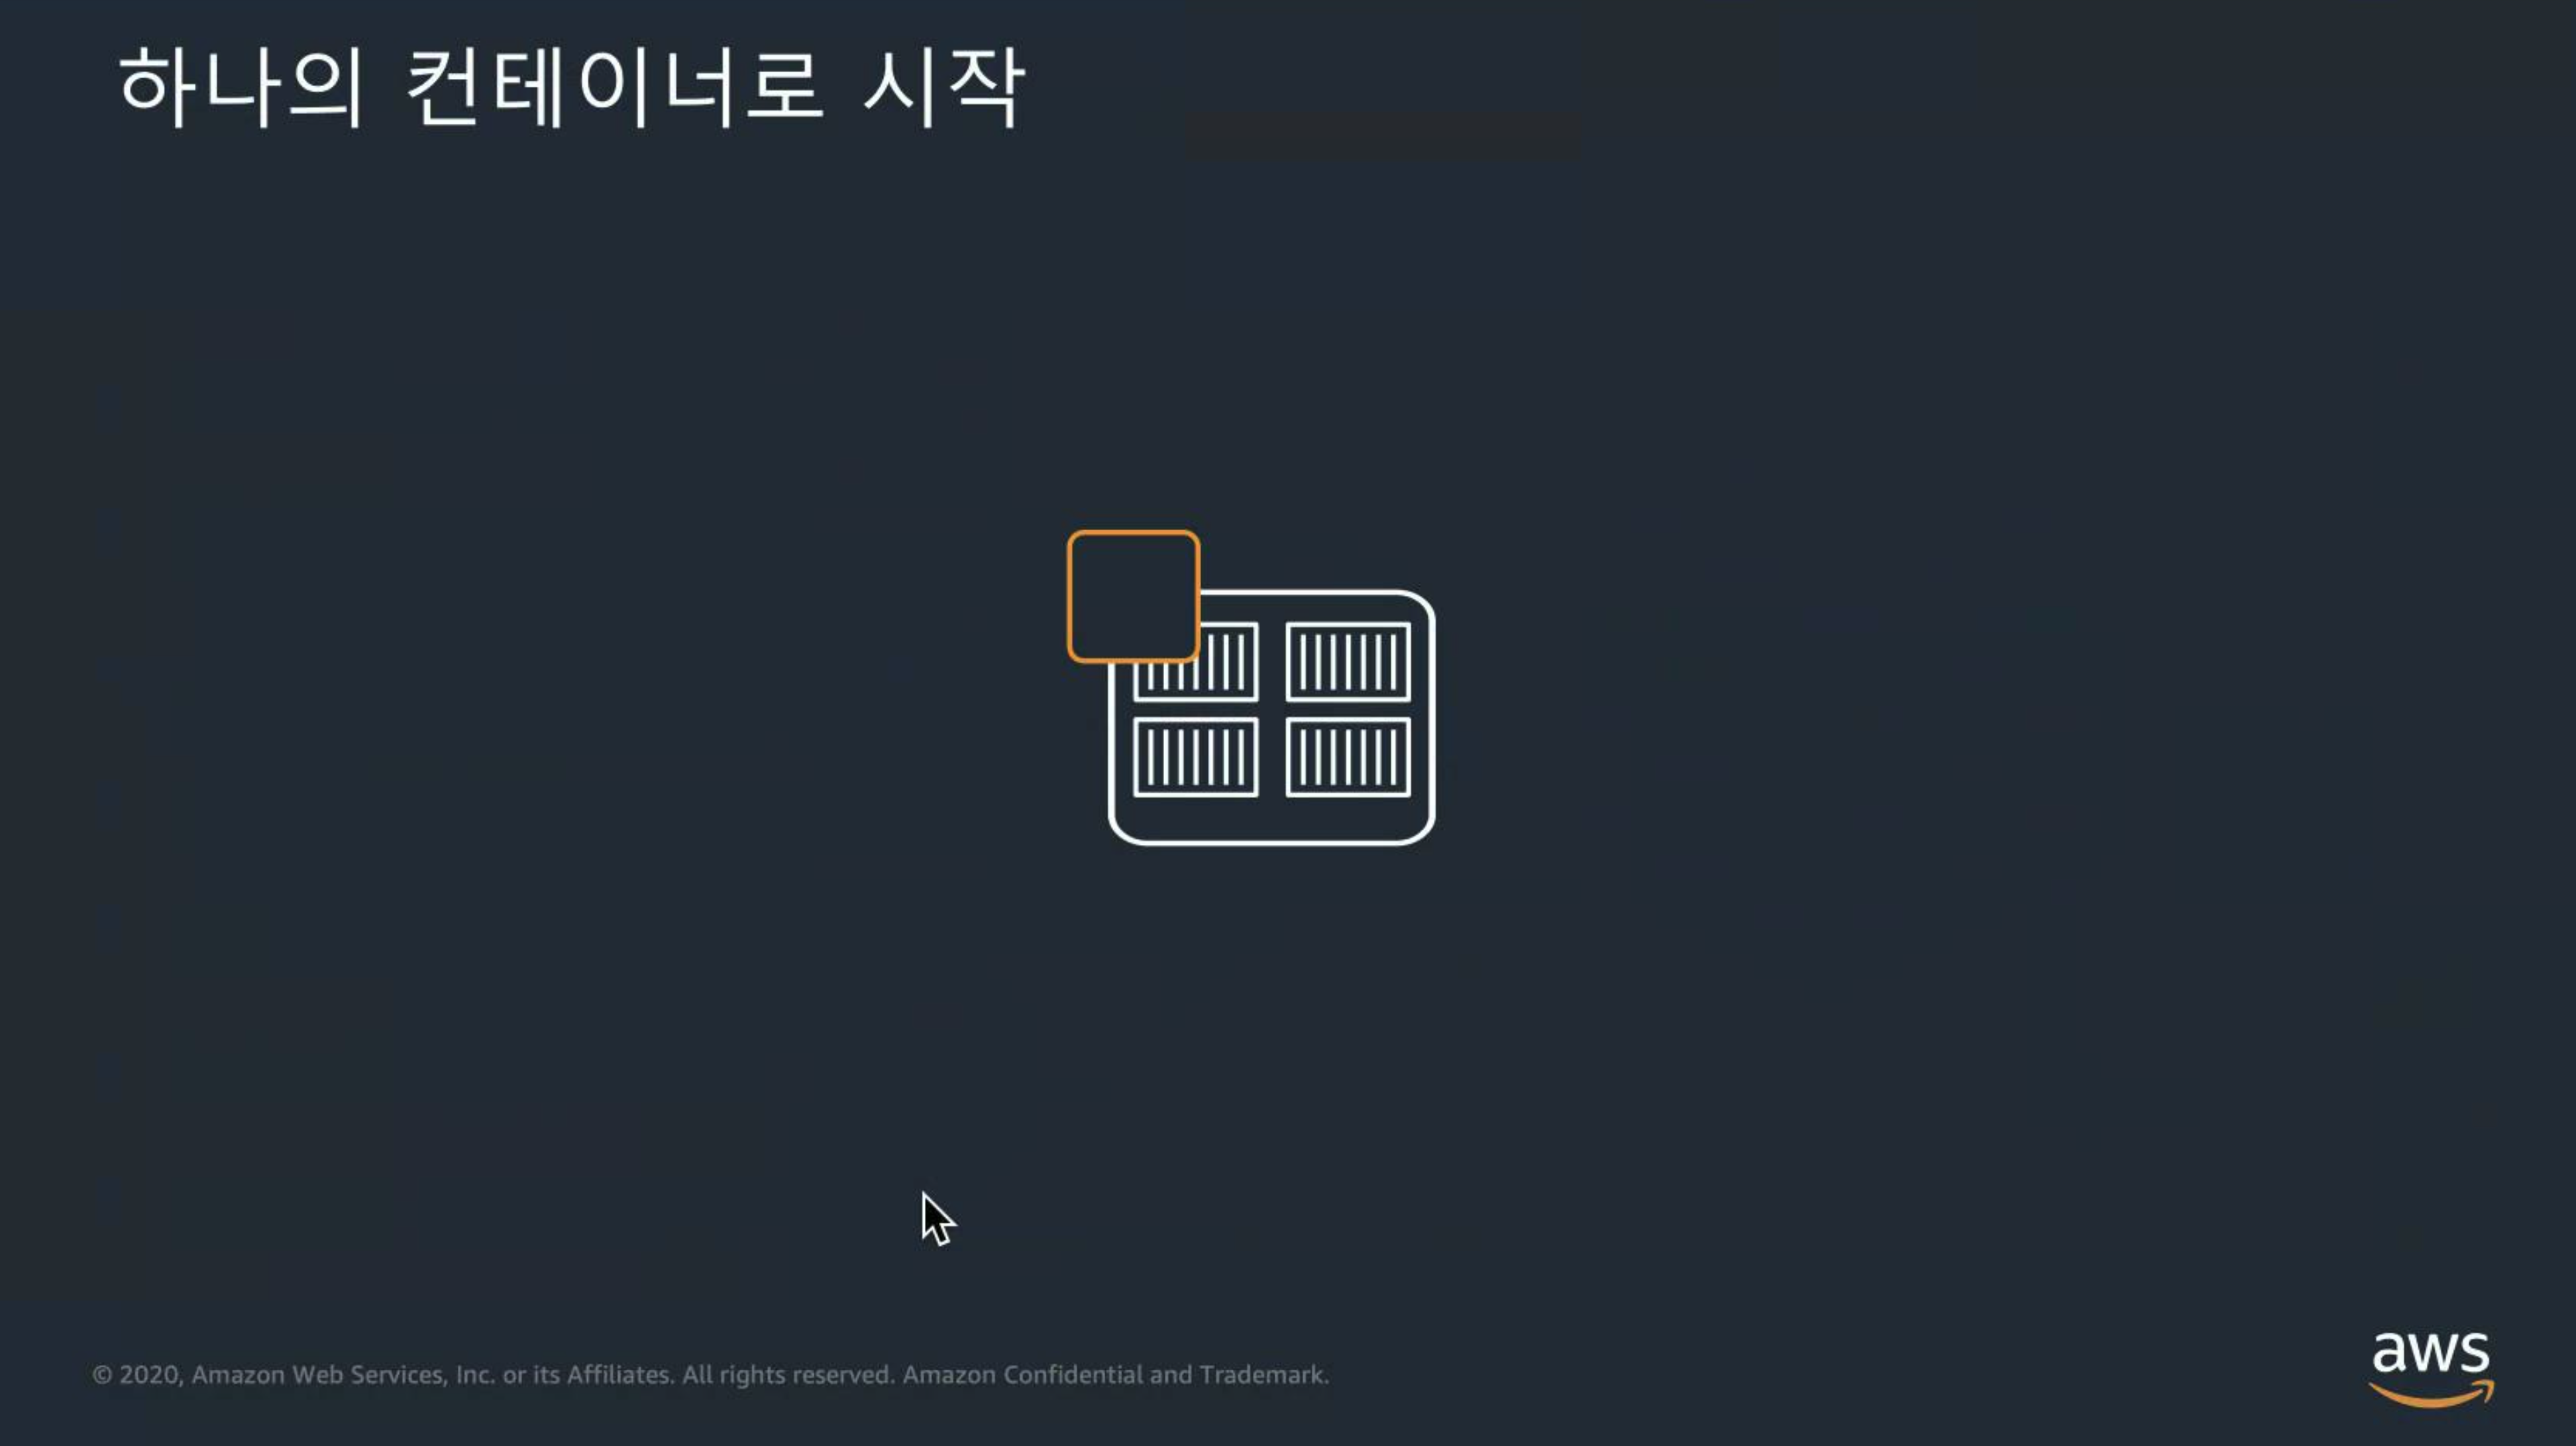 하나의 컨테이너로 시작
© 2020, Amazon Web Services, Inc. or its Affiliates. All rights reserved. Amazon Confidential and Trademark.
aws